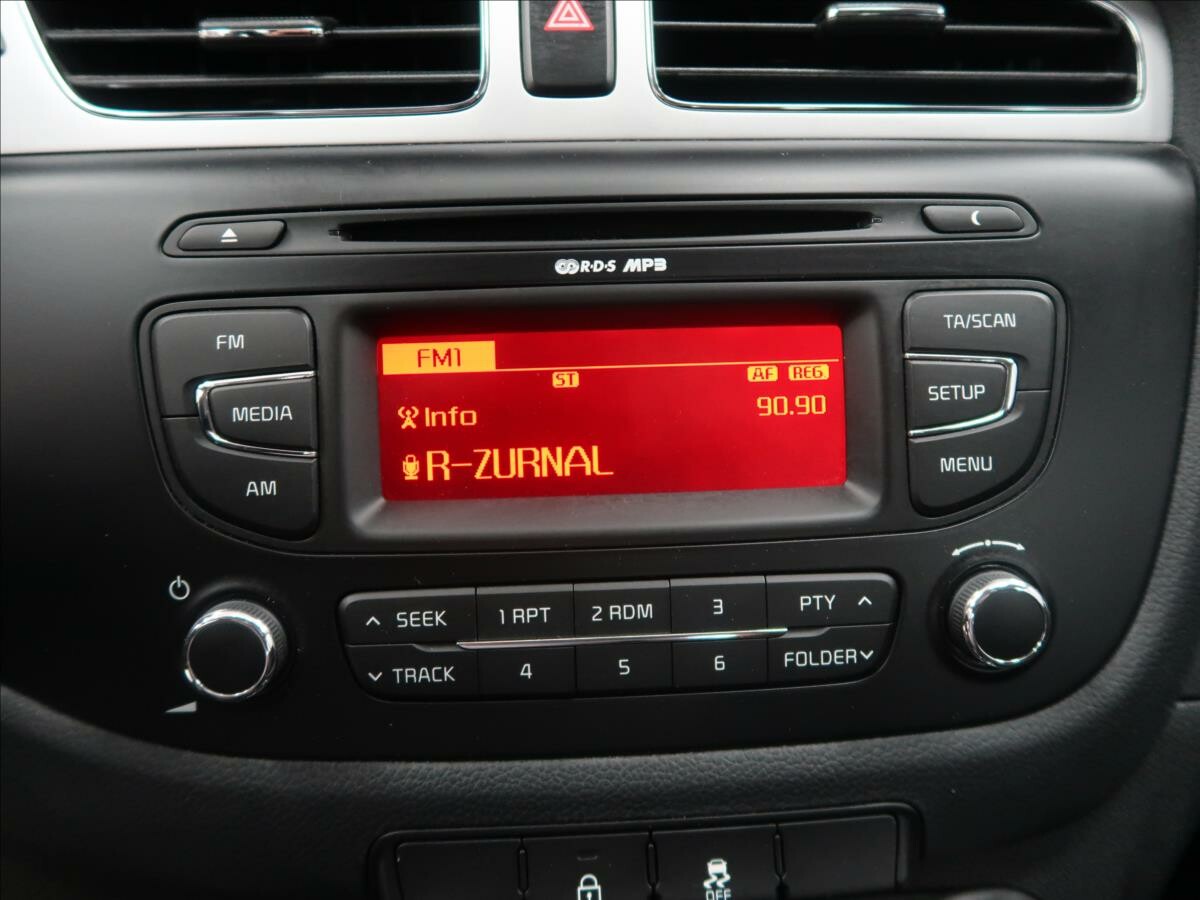 R·D·S MP3
FM
MEDIA
AM
FM1
ST
AF REG
Info
90.90
R-ZURNAL
TA/SCAN
SETUP
MENU
SEEK 1 RPT 2 RDM 3 PTY
TRACK 4 5 6 FOLDER
OFF